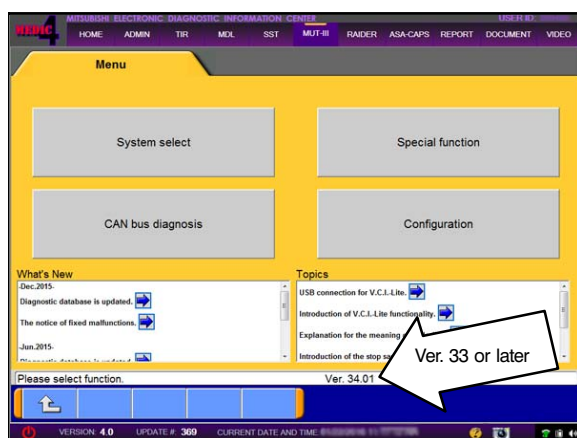 MITSUBISHI ELECTRONIC DIAGNOSTIC INFORMATION CENTER USER ID:
MEDIC 4 HOME ADMIN TIR MDL SST MUT-III RAIDER ASA-CAPS REPORT DOCUMENT VIDEO
Menu
System select
Special function
CAN bus diagnosis
Configuration
What's New
-Dec.2015-
Diagnostic database is updated.
The notice of fixed malfunctions.
-Jun.2015-
Diagnostic database is updated.
Topics
USB connection for V.C.I.-Lite.
Introduction of V.C.I.-Lite functionality.
Explanation for the meaning
Introduction of the stop
Ver. 33 or later
Please select function.
Ver. 34.01
VERSION: 4.0 UPDATE #: 369 CURRENT DATE AND TIME: